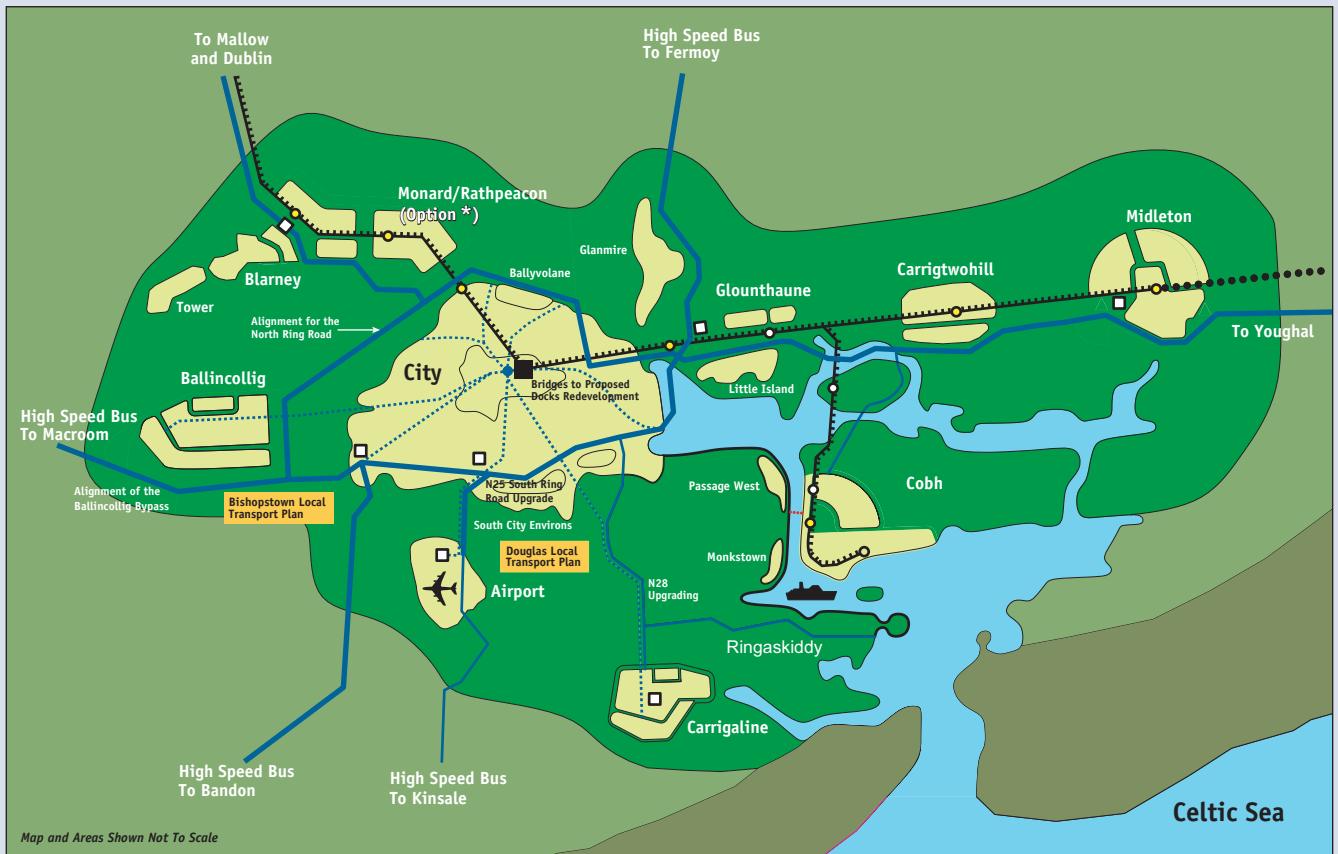 To Mallow
and Dublin
High Speed Bus
To Fermoy
Monard/Rathpeacon
(Option *)
Midleton
Glanmire
Ballyvolane
Carrigtwohill
Blarney
Glounthaune
Tower
Alignment for the
North Ring Road
To Youghal
City
Ballincollig
Bridges to Proposed
Docks Redevelopment
Little Island
High Speed Bus
To Macroom
Alignment of the
Ballincollig Bypass
Bishopstown Local
Transport Plan
N25 South Ring
Road Upgrade
South City Environs
Passage West
Cobh
Douglas Local
Transport Plan
Monkstown
Airport
N28
Upgrading
Ringaskiddy
Carrigaline
High Speed Bus
To Bandon
High Speed Bus
To Kinsale
Celtic Sea
Map and Areas Shown Not To Scale